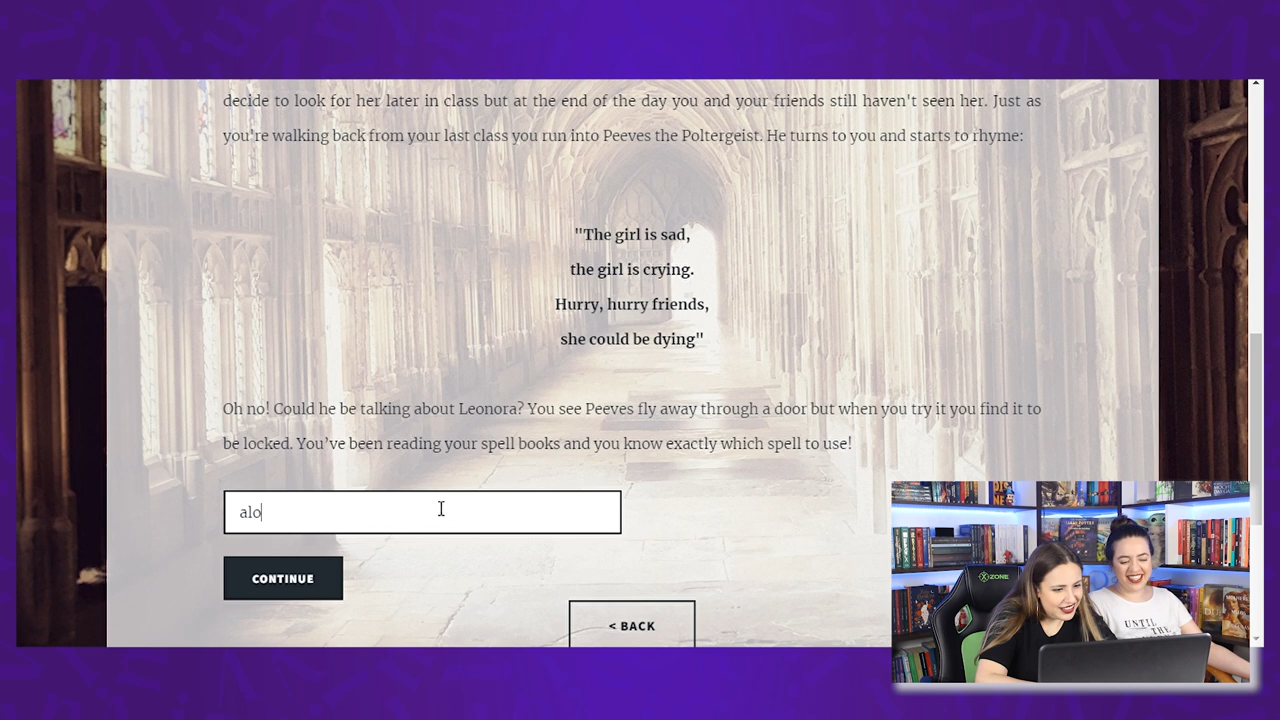 decide to look for her later in class but at the end of the day you and your friends still haven't seen her. Just as
you're walking back from your last class you run into Peeves the Poltergeist. He turns to you and starts to rhyme:
"The girl is sad,
the girl is crying.
Hurry, hurry friends,
she could be dying"
Oh no! Could he be talking about Leonora? You see Peeves fly away through a door but when you try it you find it to
be locked. You’ve been reading your spell books and you know exactly which spell to use!
alo
CONTINUE
< BACK
XZONE
UNTIL